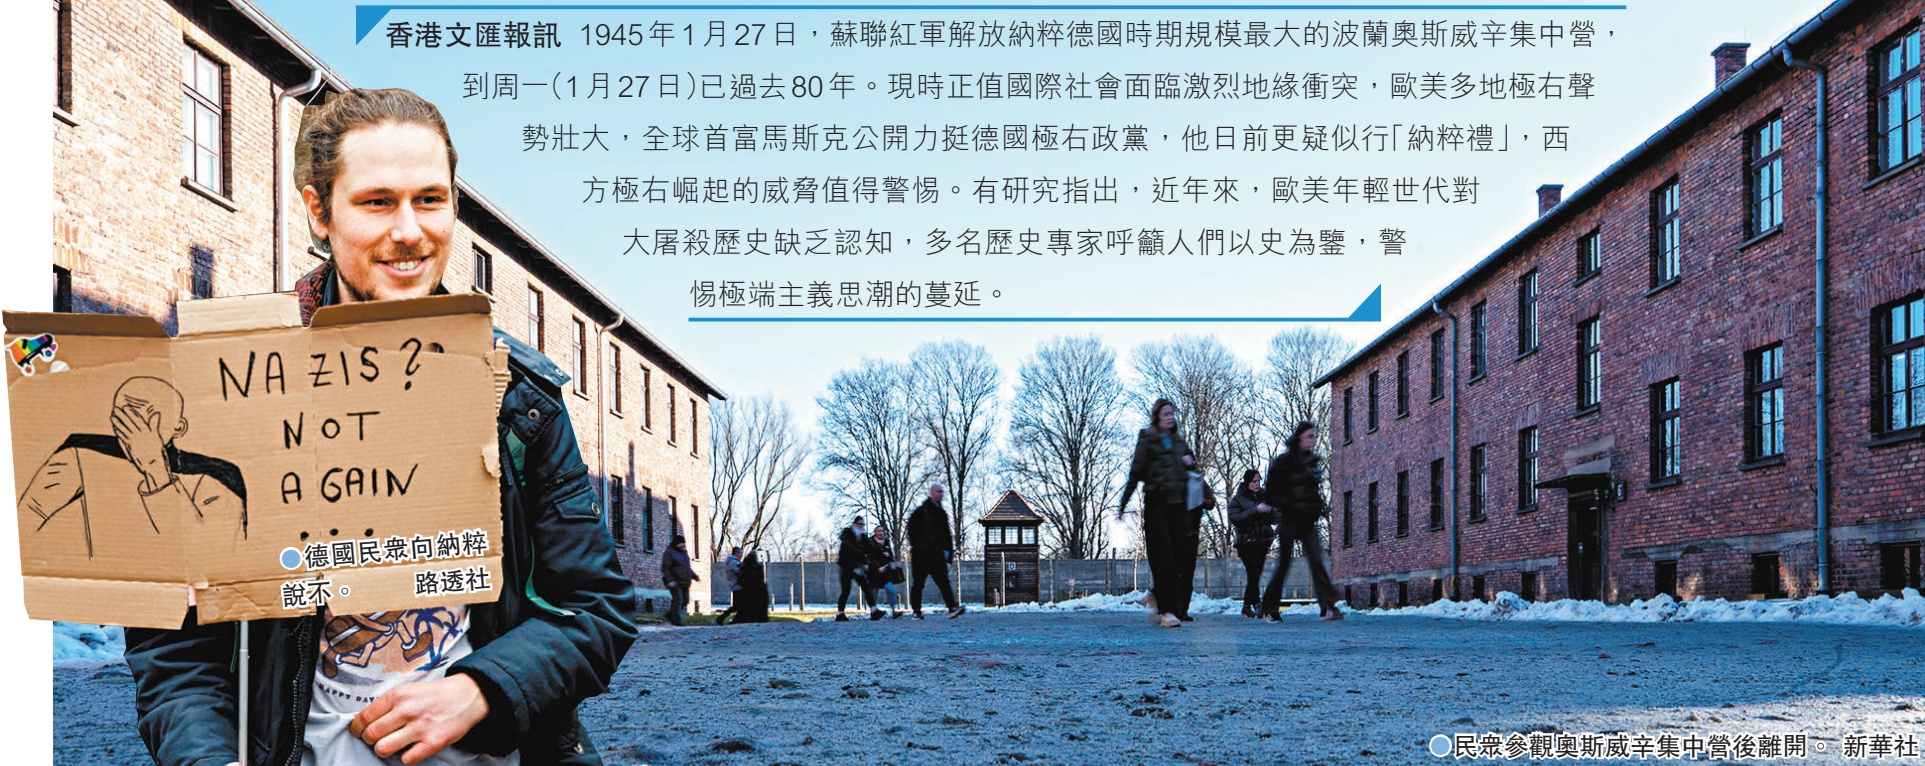 香港文匯報訊 1945年1月27日，蘇聯紅軍解放納粹德國時期規模最大的波蘭奧斯威辛集中營，
到周一(1月27日)已過去80年。現時正值國際社會面臨激烈地緣衝突，歐美多地極右聲
勢壯大，全球首富馬斯克公開力挺德國極右政黨，他日前更疑似行「納粹禮」，西
方極右崛起的威脅值得警惕。有研究指出，近年來，歐美年輕世代對
大屠殺歷史缺乏認知，多名歷史專家呼籲人們以史為鑒，警
惕極端主義思潮的蔓延。
NAZIS?
NOT
AGAIN
...
●德國民眾向納粹
說不。 路透社
HAPPY DAY
●民眾參觀奧斯威辛集中營後離開。 新華社